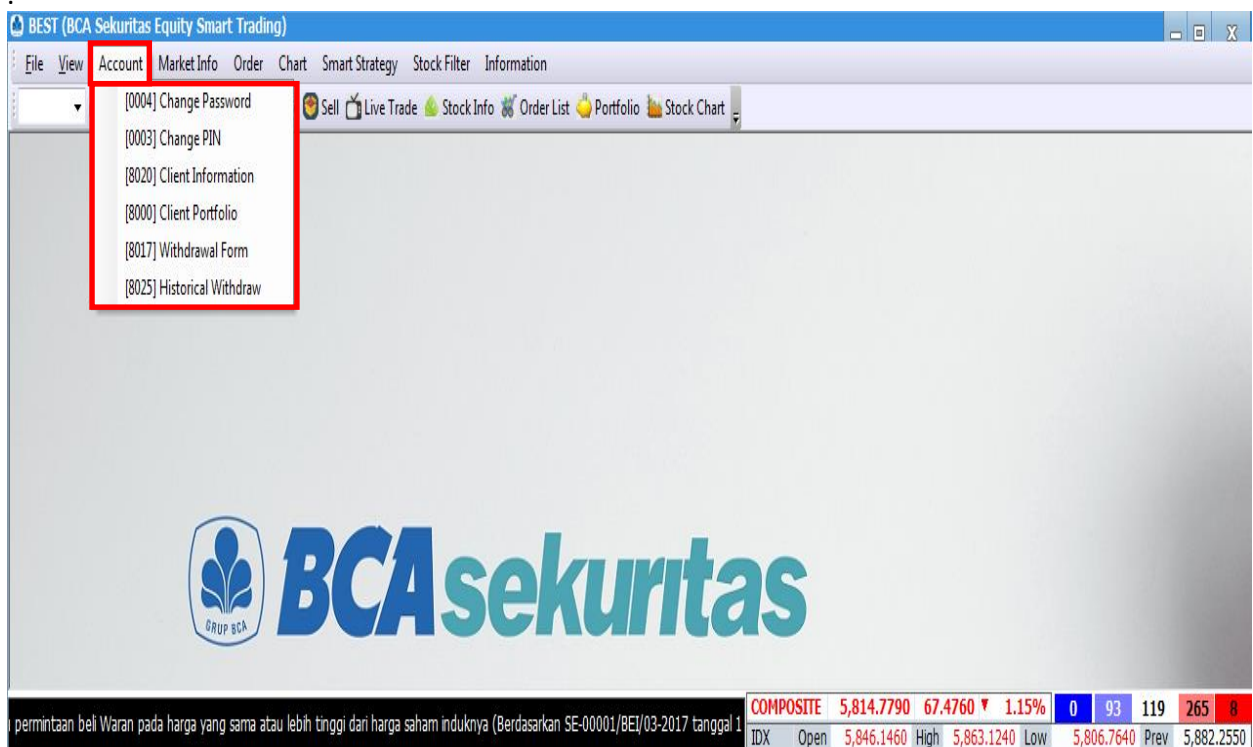 .
BEST (BCA Sekuritas Equity Smart Trading)
File View Account Market Info Order Chart Smart Strategy Stock Filter Information
[0004] Change Password
Sell Live Trade Stock Info Order List Portfolio Stock Chart
[0003] Change PIN
[8020] Client Information
[8000] Client Portfolio
[8017] Withdrawal Form
[8025] Historical Withdraw
GRUP BCA
BCA sekuritas
permintaan beli Waran pada harga yang sama atau lebih tinggi dari harga saham induknya (Berdasarkan SE-00001/BEI/03-2017 tanggal 1
COMPOSITE 5,814.7790 67.4760 ▼ 1.15% 0 93 119 265 8
IDX Open 5,846.1460 High 5,863.1240 Low 5,806.7640 Prev 5,882.2550